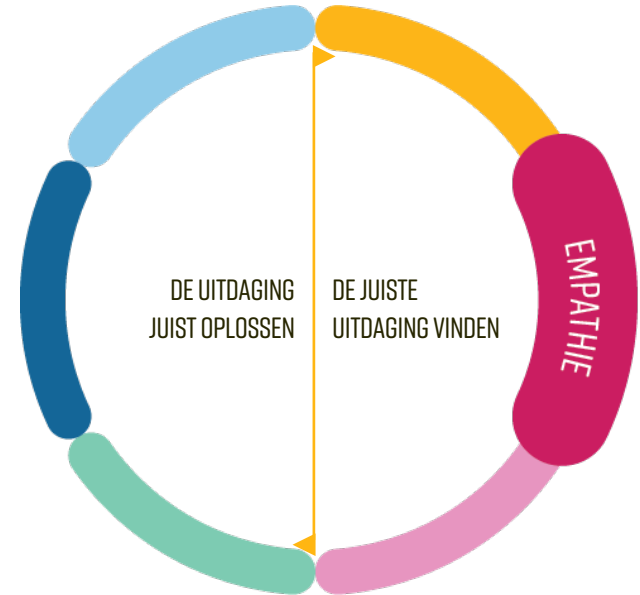 DE UITDAGING
JUIST OPLOSSEN
DE JUISTE
UITDAGING VINDEN
EMPATHIE